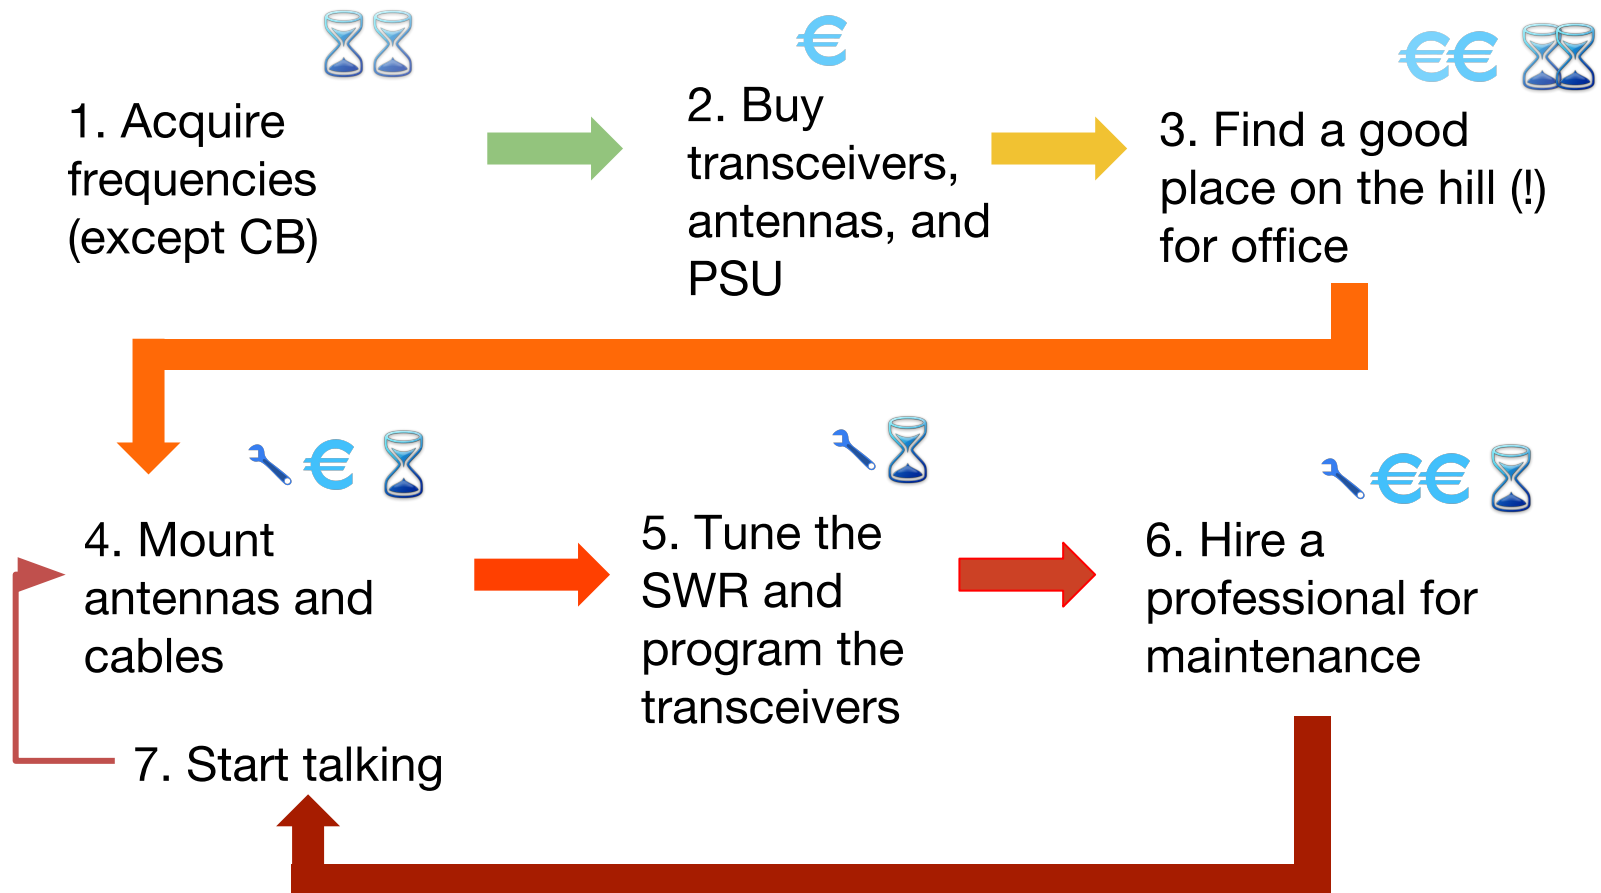 €
€€
1. Acquire
frequencies
(except CB)
2. Buy
transceivers,
antennas, and
PSU
3. Find a good
place on the hill (!)
for office
€
€€
4. Mount
antennas and
cables
5. Tune the
SWR and
program the
transceivers
6. Hire a
professional for
maintenance
7. Start talking